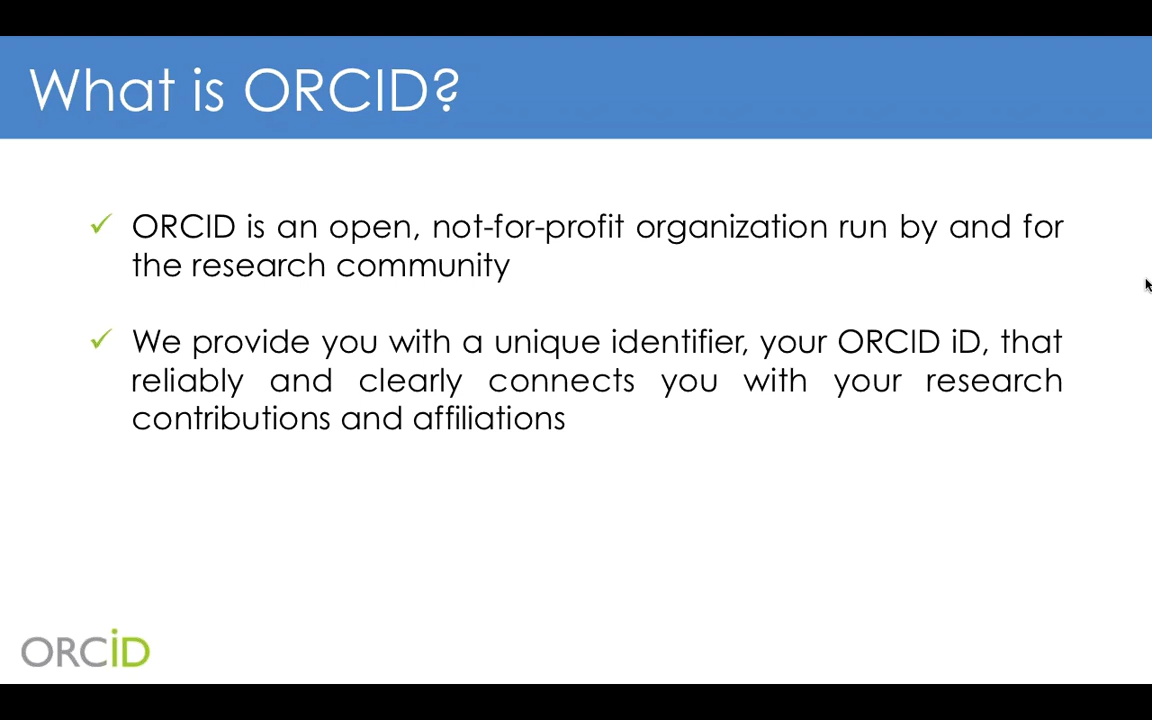 What is ORCID?
✓ ORCID is an open, not-for-profit organization run by and for
the research community
✓ We provide you with a unique identifier, your ORCID iD, that
reliably and clearly connects you with your research
contributions and affiliations
ORCiD